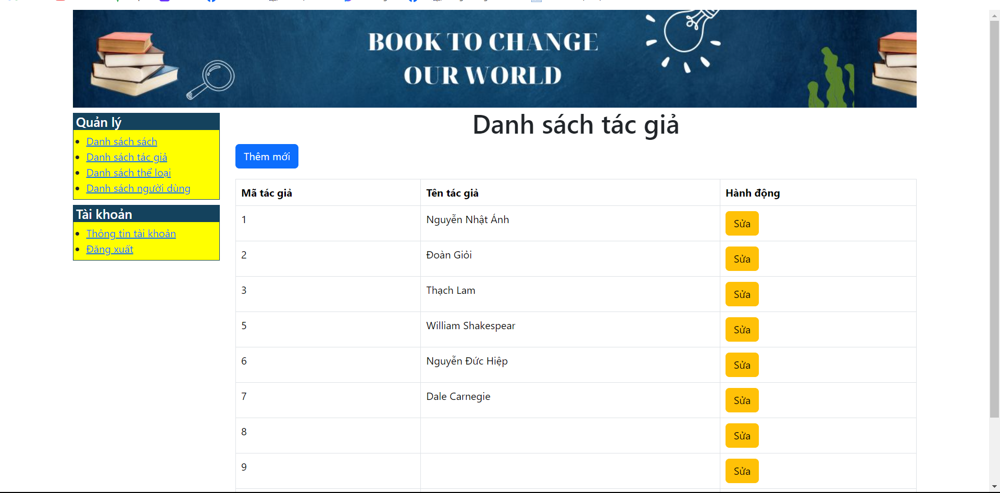 BOOK TO CHANGE
OUR WORLD
Quản lý
Danh sách sách
Danh sách tác giả
Danh sách thể loại
Danh sách người dùng
Tài khoản
Thông tin tài khoản
Đăng xuất
Danh sách tác giả
Thêm mới
Mã tác giả Tên tác giả Hành động
1 Nguyễn Nhật Ánh Sửa
2 Đoàn Giỏi Sửa
3 Thạch Lam Sửa
5 William Shakespear Sửa
6 Nguyễn Đức Hiệp Sửa
7 Dale Carnegie Sửa
8 Sửa
9 Sửa